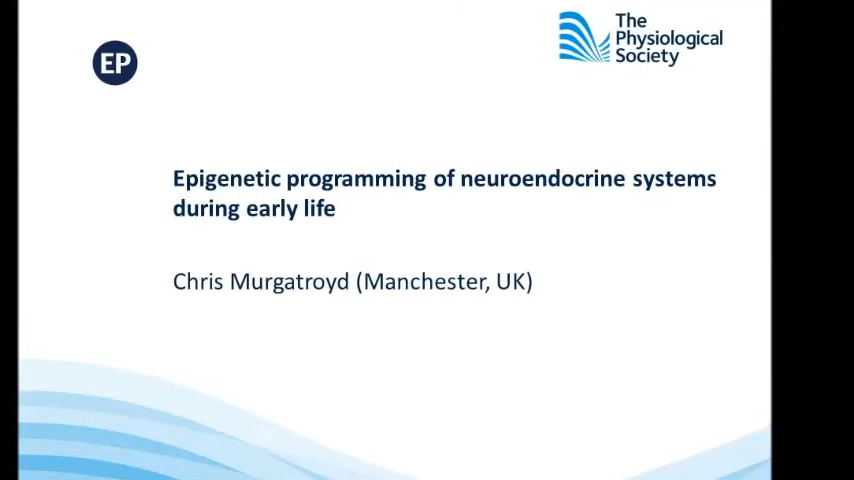 The
Physiological
Society
EP
Epigenetic programming of neuroendocrine systems
during early life
Chris Murgatroyd (Manchester, UK)